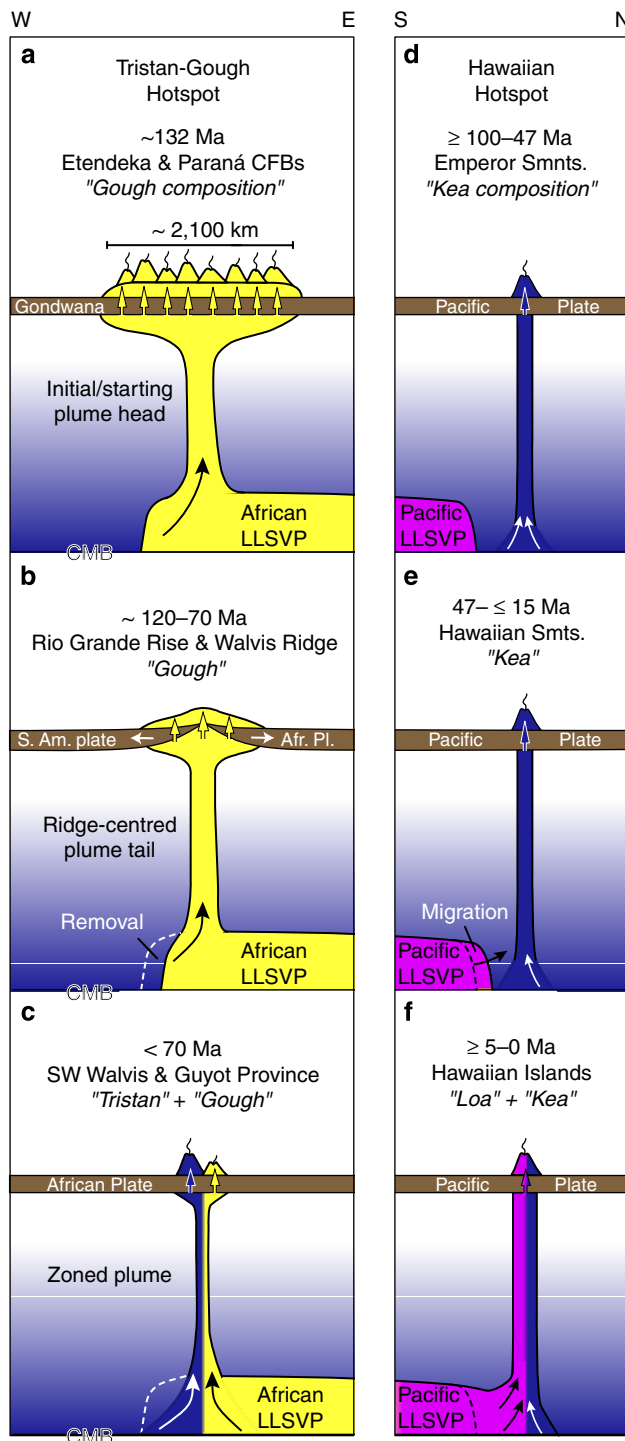 W E
a
Tristan-Gough
Hotspot
~132 Ma
Etendeka & Paraná CFBs
"Gough composition"
~ 2,100 km
Gondwana
Initial/starting
plume head
African
LLSVP
CMB
b
~ 120–70 Ma
Rio Grande Rise & Walvis Ridge
"Gough"
S. Am. plate
Afr. Pl.
Ridge-centred
plume tail
Removal
African
LLSVP
CMB
c
< 70 Ma
SW Walvis & Guyot Province
"Tristan" + "Gough"
African Plate
Zoned plume
African
LLSVP
CMB
S N
d
Hawaiian
Hotspot
≥ 100–47 Ma
Emperor Smnts.
"Kea composition"
Pacific Plate
Pacific
LLSVP
e
47– ≤ 15 Ma
Hawaiian Smts.
"Kea"
Pacific Plate
Migration
Pacific
LLSVP
f
≥ 5–0 Ma
Hawaiian Islands
"Loa" + "Kea"
Pacific Plate
Pacific
LLSVP